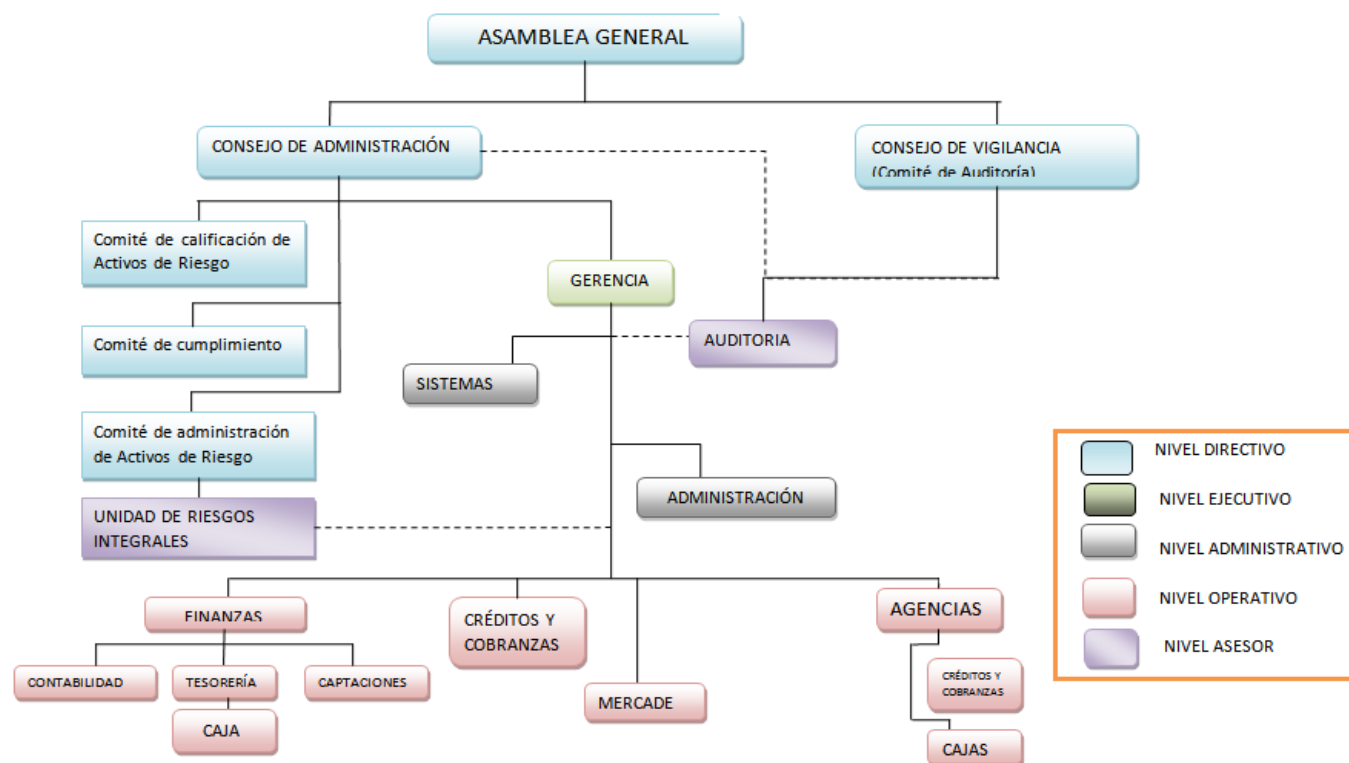 ASAMBLEA GENERAL
CONSEJO DE ADMINISTRACIÓN
CONSEJO DE VIGILANCIA
(Comité de Auditoría)
Comité de calificación de
Activos de Riesgo
GERENCIA
Comité de cumplimiento
AUDITORIA
SISTEMAS
Comité de administración
de Activos de Riesgo
ADMINISTRACIÓN
UNIDAD DE RIESGOS
INTEGRALES
NIVEL DIRECTIVO
NIVEL EJECUTIVO
NIVEL ADMINISTRATIVO
NIVEL OPERATIVO
NIVEL ASESOR
FINANZAS
CRÉDITOS Y
COBRANZAS
AGENCIAS
CONTABILIDAD
TESORERÍA
CAPTACIONES
CAJA
MERCADE
CRÉDITOS Y
COBRANZAS
CAJAS